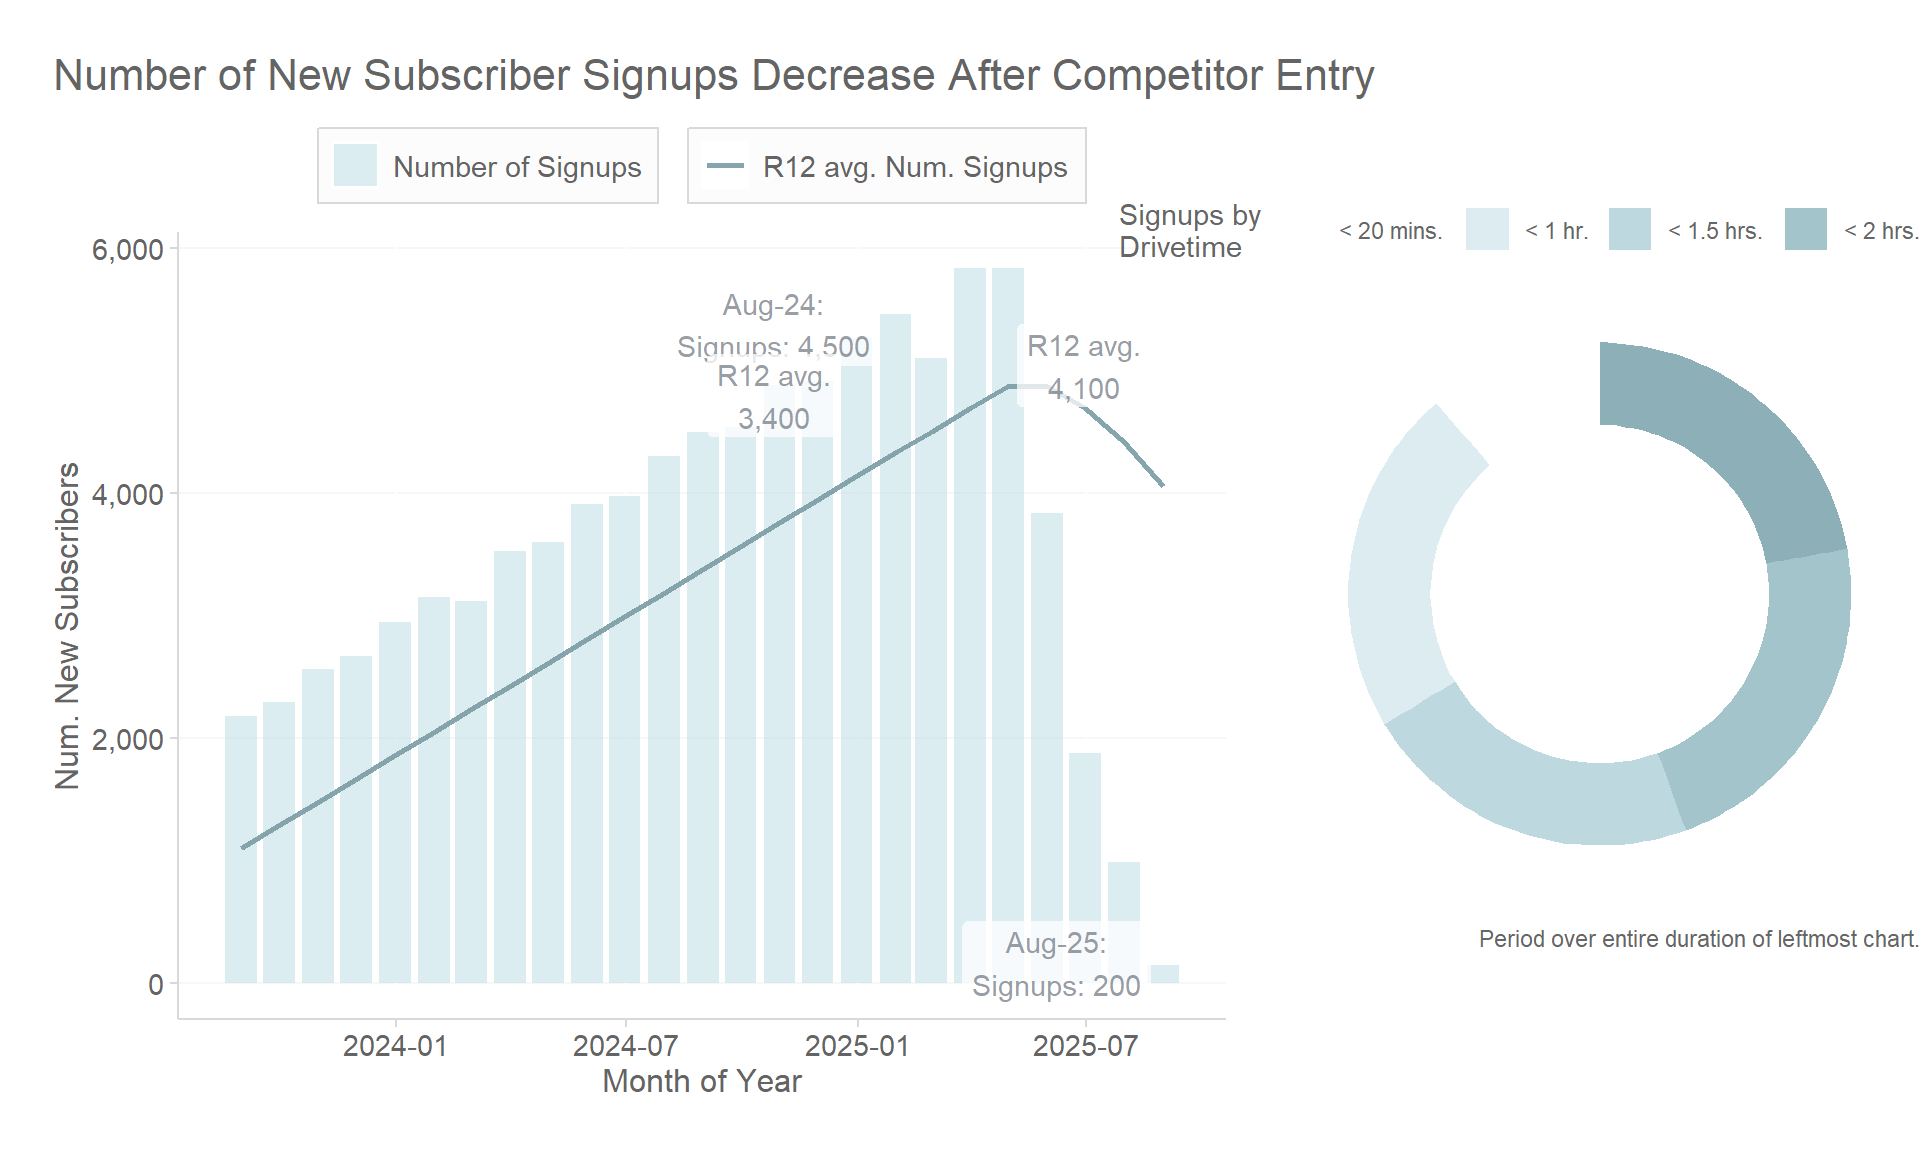 Number of New Subscriber Signups Decrease After Competitor Entry
Number of Signups
R12 avg. Num. Signups
Signups by
Drivetime
< 20 mins.
< 1 hr.
< 1.5 hrs.
< 2 hrs.
Num. New Subscribers
6,000
4,000
2,000
0
Aug-24:
Signups: 4,500
R12 avg.
3,400
R12 avg.
4,100
Aug-25:
Signups: 200
2024-01
2024-07
2025-01
2025-07
Month of Year
Period over entire duration of leftmost chart.